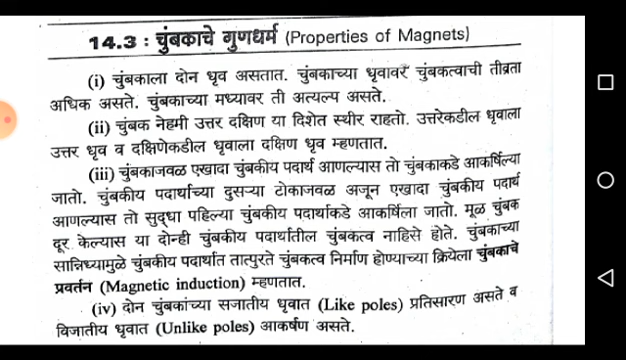 14.3 : चुंबकाचे गुणधर्म (Properties of Magnets)
(i) चुंबकाला दोन धृव असतात. चुंबकाच्या धृवावर चुंबकत्वाची तीव्रता
अधिक असते. चुंबकाच्या मध्यावर ती अत्यल्प असते.
(ii) चुंबक नेहमी उत्तर दक्षिण या दिशेत स्थीर राहतो. उत्तरेकडील धृवाला
उत्तर धृव व दक्षिणेकडील धृवाला दक्षिण धृव म्हणतात.
(iii) चुंबकाजवळ एखादा चुंबकीय पदार्थ आणल्यास तो चुंबकाकडे आकर्षिल्या
जातो. चुंबकीय पदार्थाच्या दुसऱ्या टोकाजवळ अजून एखादा चुंबकीय पदार्थ
आणल्यास तो सुद्धा पहिल्या चुंबकीय पदार्थाकडे आकर्षिला जातो. मूळ चुंबक
दूर केल्यास या दोन्ही चुंबकीय पदार्थातील चुंबकत्व नाहिसे होते. चुंबकाच्या
सान्निध्यामुळे चुंबकीय पदार्थात तात्पुरते चुंबकत्व निर्माण होण्याच्या क्रियेला चुंबकाचे
प्रवर्तन (Magnetic induction) म्हणतात.
(iv) दोन चुंबकांच्या सजातीय धृवात (Like poles) प्रतिसारण असते व
विजातीय धृवात (Unlike poles) आकर्षण असते.